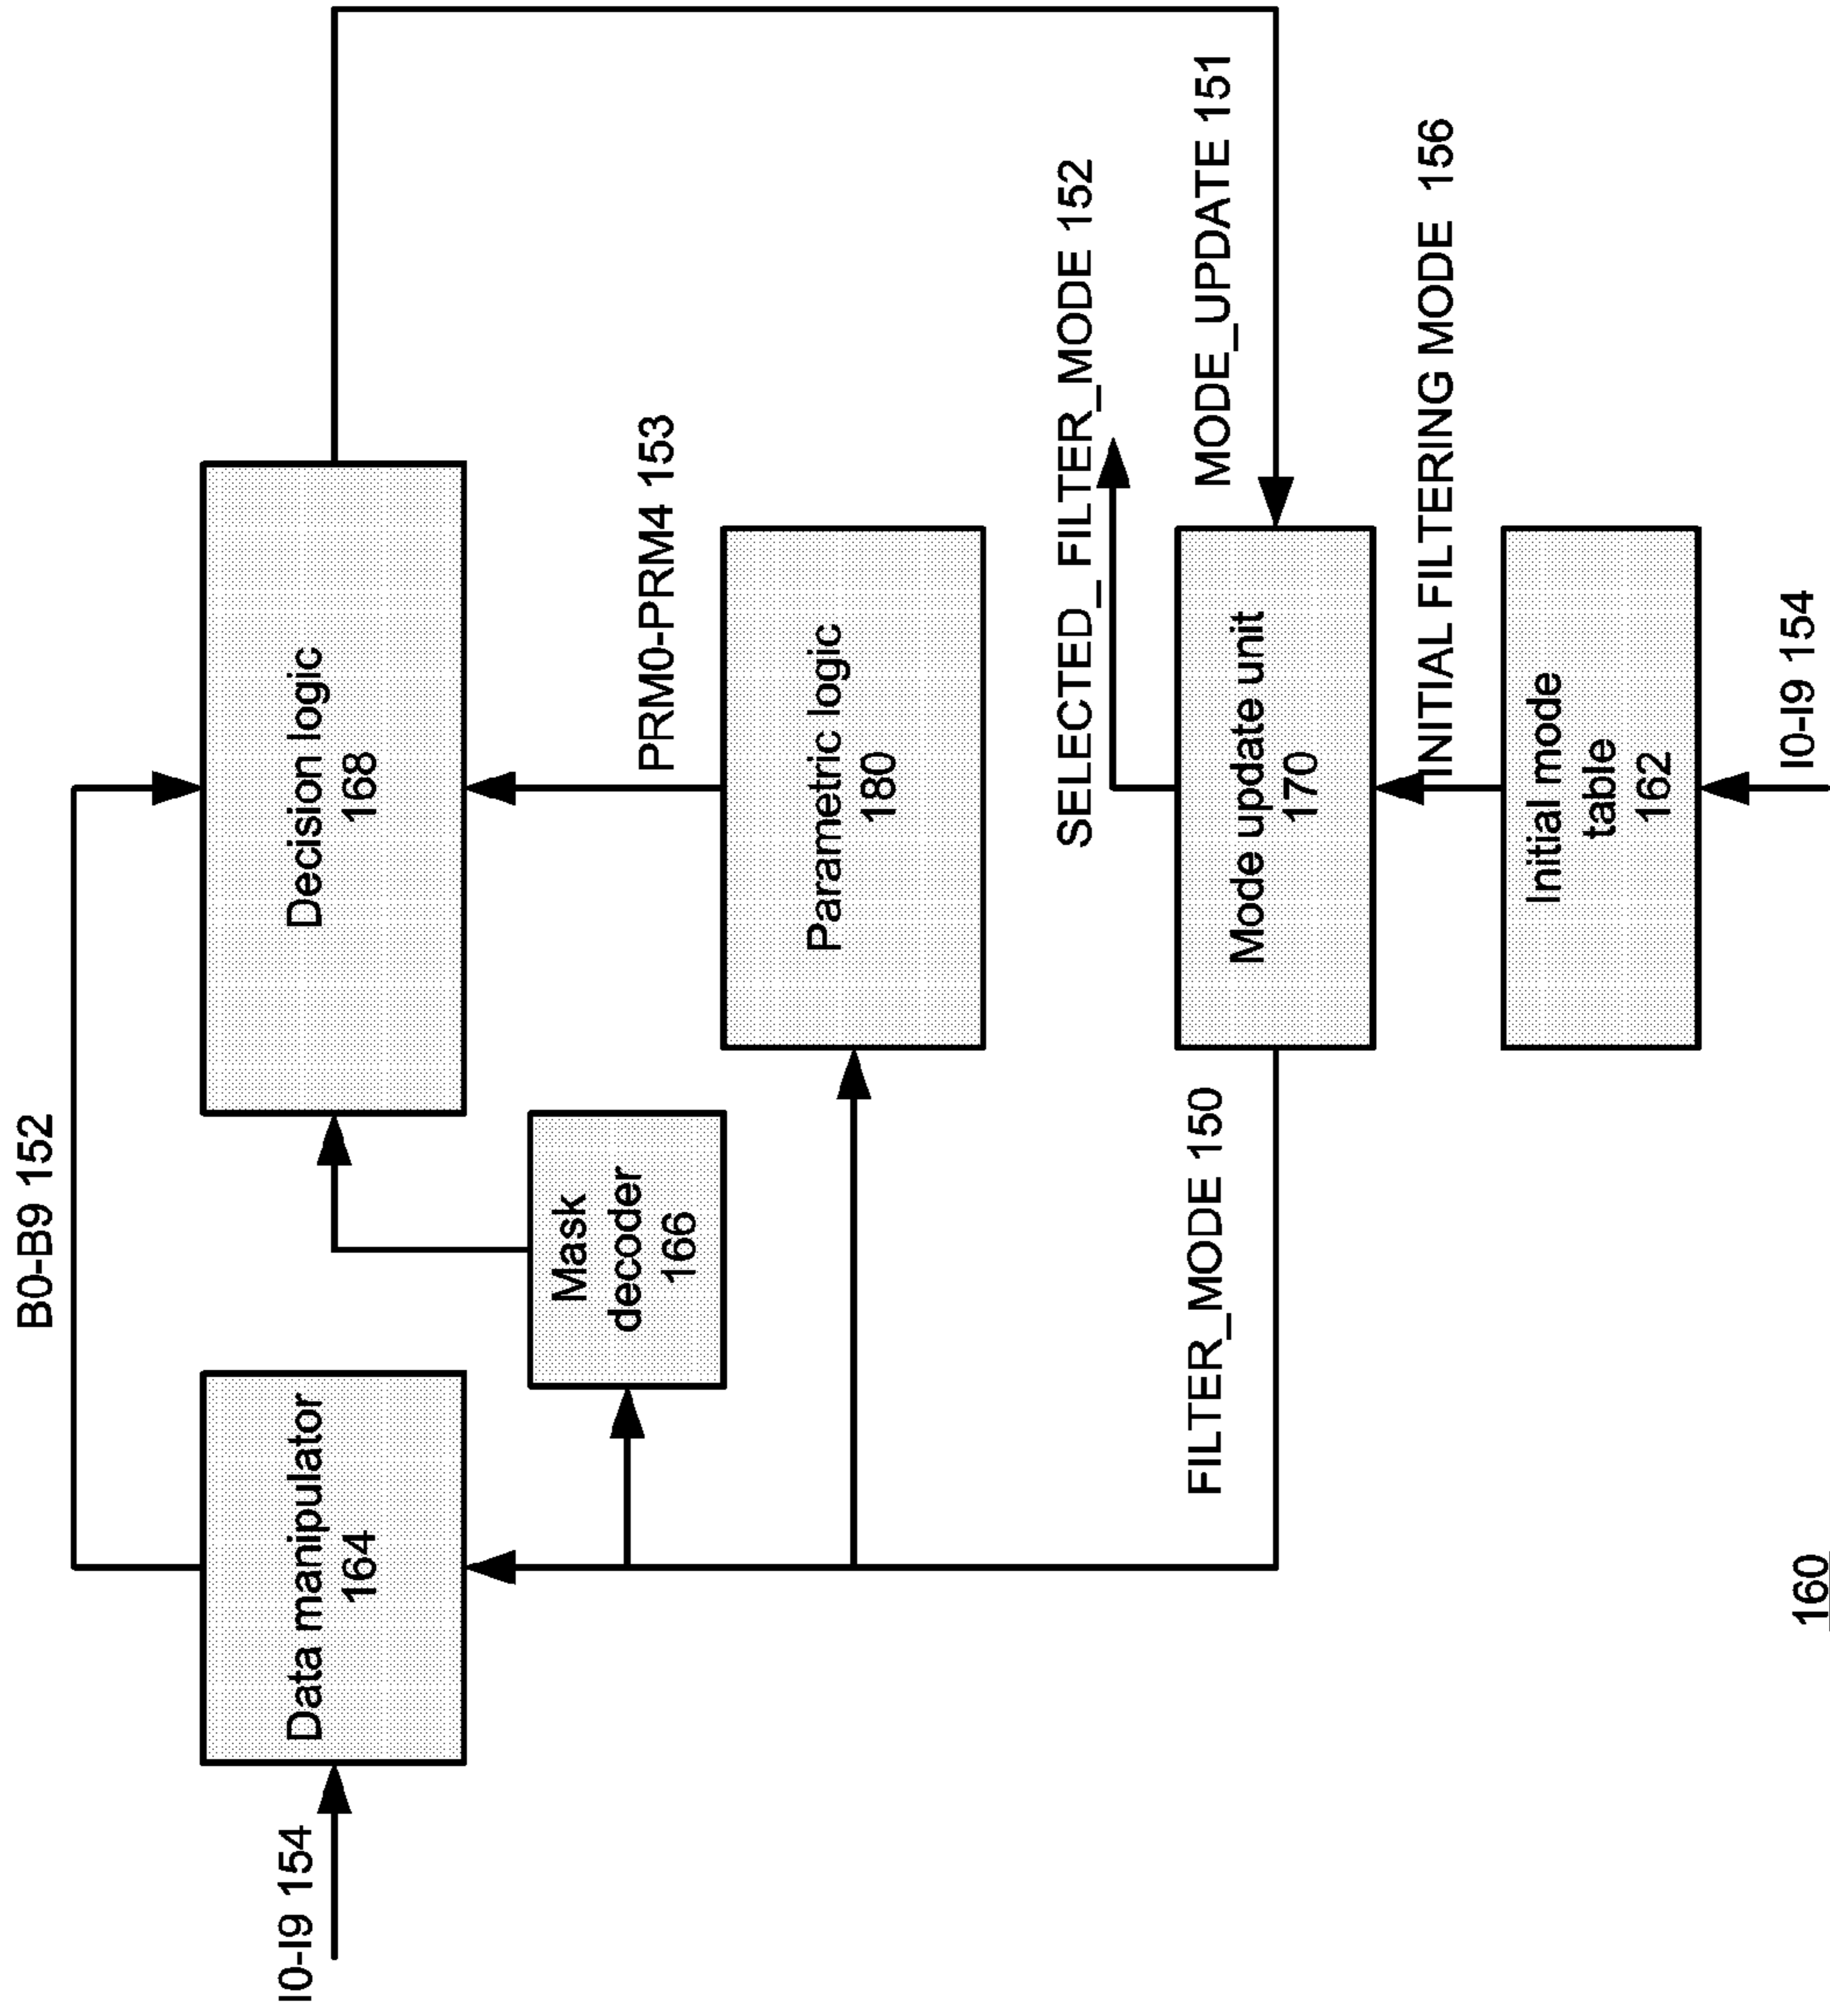 B0-B9 152
I0-I9 154
Data manipulator
164
Decision logic
168
Mask
decoder
166
PRM0-PRM4 153
Parametric logic
180
SELECTED_ FILTER_MODE 152
FILTER_MODE 150
Mode update unit
170
MODE_UPDATE 151
INITIAL FILTERING MODE 156
Initial mode
table
162
I0-I9 154
160